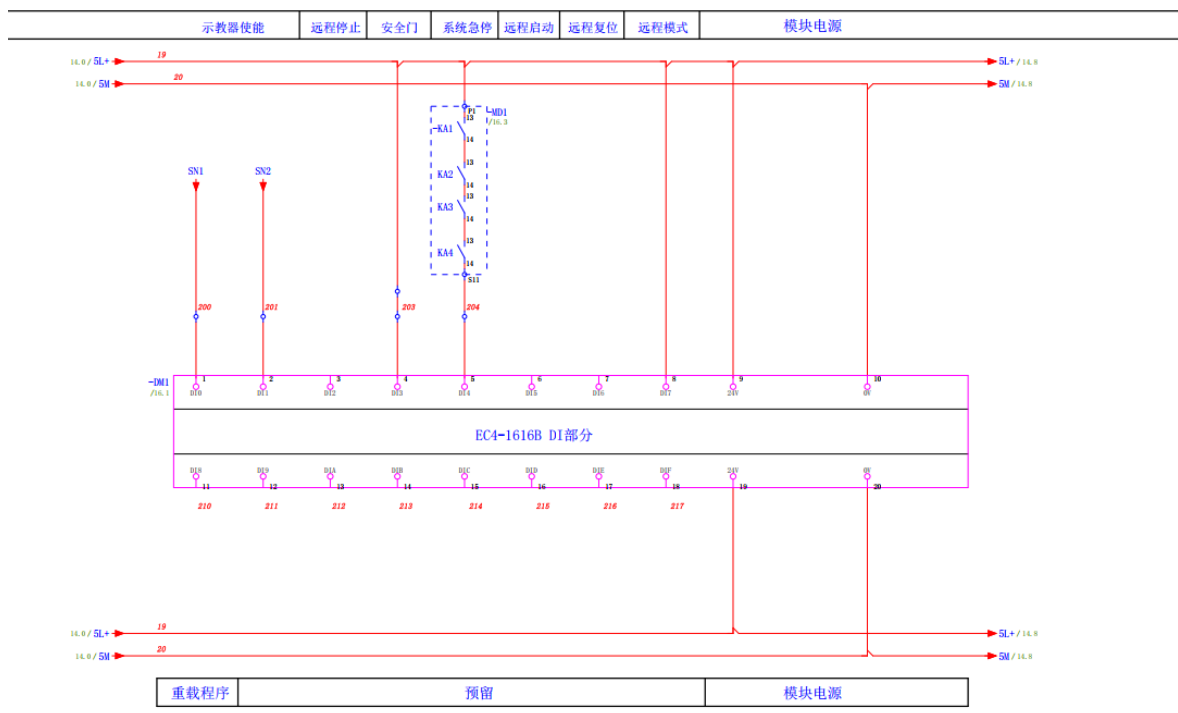 示教器使能 远程停止 安全门 系统急停 远程启动 远程复位 远程模式 模块电源
14.0/5L+ 19 5L+/14.8
14.0/5M 20 5M/14.8
P1 -MD1
13 /16.3
-KA1
14
SN1 SN2
13
KA2
14
13
KA3
14
13
KA4
14
S11
200 201 203 204
-DM1 1 2 3 4 5 6 7 8 9 10
/16.1 DI0 DI1 DI2 DI3 DI4 DI5 DI6 DI7 24V 0V
EC4-1616B DI部分
DI8 DI9 DIA DIB DIC DID DIE DIF 24V 0V
11 12 13 14 15 16 17 18 19 20
210 211 212 213 214 215 216 217
14.0/5L+ 19 5L+/14.8
14.0/5M 20 5M/14.8
重载程序 预留 模块电源